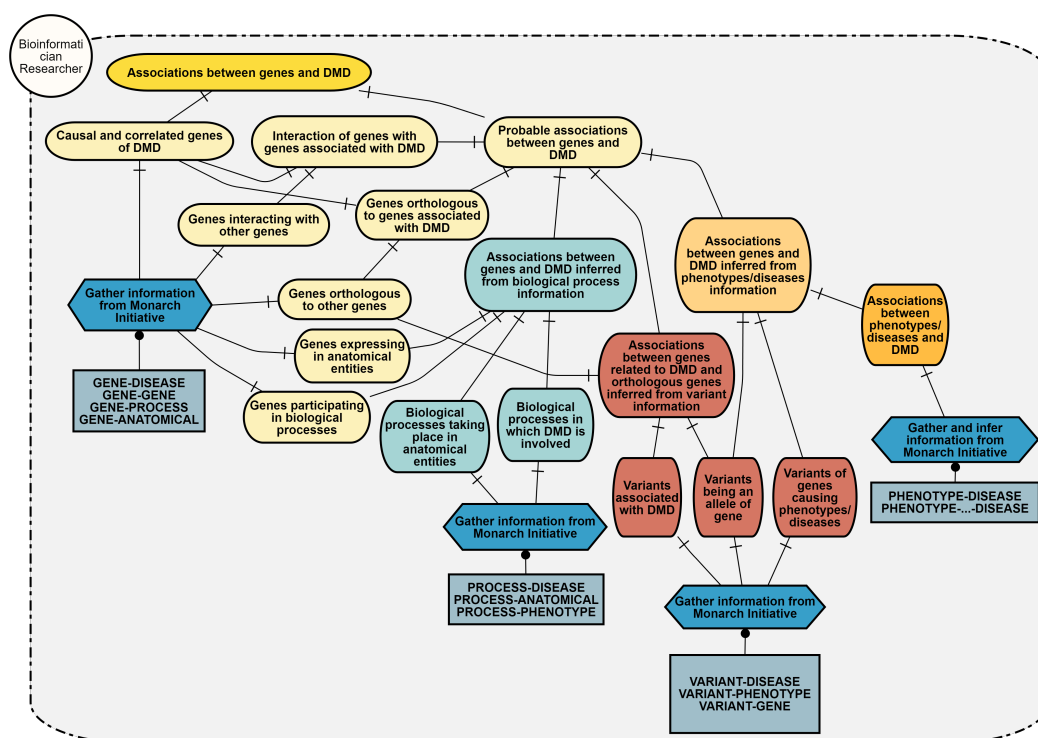 Bioinformati
cian
Researcher
Associations between genes and DMD
Causal and correlated genes
of DMD
Interaction of genes with
genes associated with DMD
Probable associations
between genes and
DMD
Genes interacting with
other genes
Genes orthologous
to genes associated
with DMD
Associations between
genes and DMD inferred
from biological process
information
Associations
between genes and
DMD inferred from
phenotypes/diseases
information
Gather information
from Monarch
Initiative
Genes orthologous
to other genes
Associations
between
phenotypes/
diseases and
DMD
Genes expressing
in anatomical
entities
Associations
between genes
related to DMD and
orthologous genes
inferred from variant
information
GENE-DISEASE
GENE-GENE
GENE-PROCESS
GENE-ANATOMICAL
Genes participating
in biological
processes
Biological
processes taking
place in
anatomical
entities
Biological
processes in
which DMD is
involved
Gather and infer
information from
Monarch Initiative
Variants
associated
with DMD
Variants
being an
allele of
gene
Variants of
genes
causing
phenotypes/
diseases
PHENOTYPE-DISEASE
PHENOTYPE-...-DISEASE
Gather information from
Monarch Initiative
PROCESS-DISEASE
PROCESS-ANATOMICAL
PROCESS-PHENOTYPE
Gather information from
Monarch Initiative
VARIANT-DISEASE
VARIANT-PHENOTYPE
VARIANT-GENE